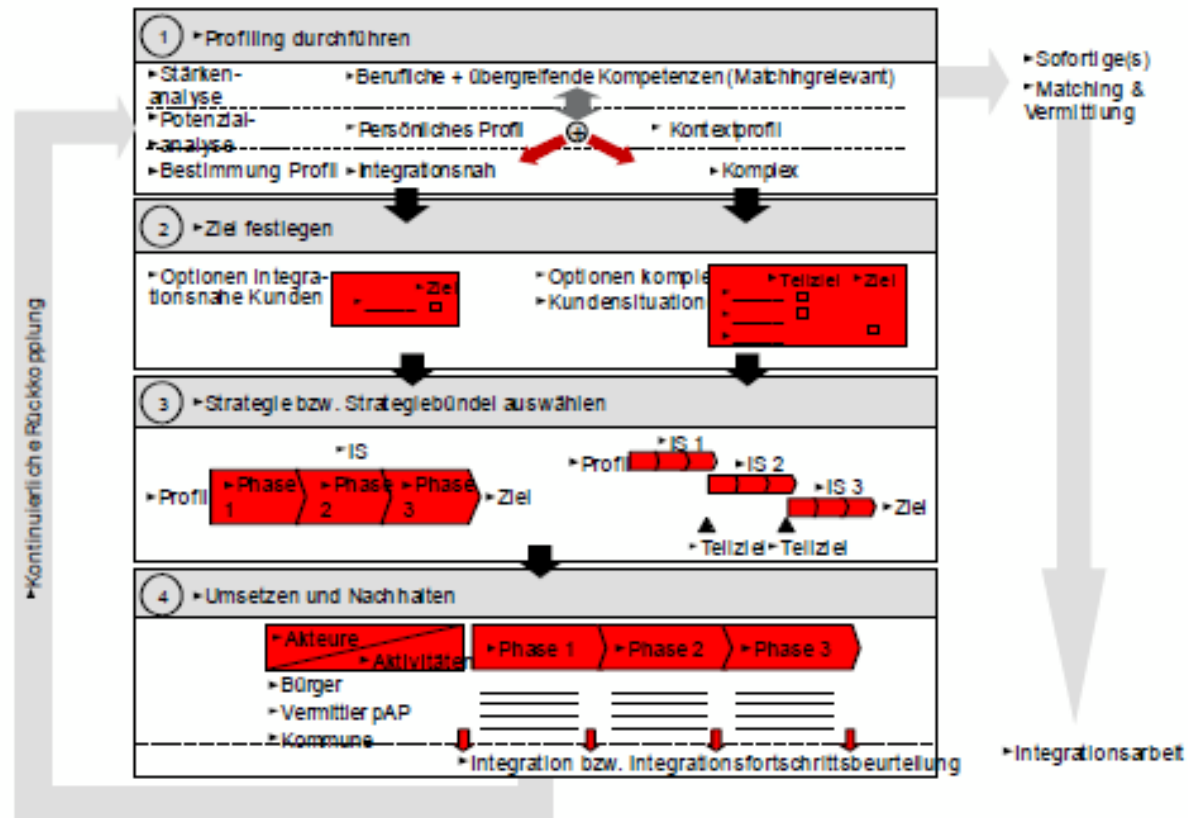 1 ►Profiling durchführen
►Stärken-
analyse
►Berufliche + übergreifende Kompetenzen (Matchingrelevant)
►Potenzial-
►analyse
►Persönliches Profil
►Kontextprofil
►Bestimmung Profil
►Integrationsnah
►Komplex
►Sofortige(s)
►Matching &
Vermittlung
2 ►Ziel festlegen
►Optionen Integra-
tionsnahe Kunden
►Ziel
►Optionen komple
►Kundensituation
►Teilziel ►Ziel
3 ►Strategie bzw. Strategiebündel auswählen
►IS
►Profil
►Phase
1
►Phase
2
►Phase
3
►Ziel
►Profil
►IS 1
►IS 2
►IS 3
►Ziel
►Teilziel ►Teilziel
4 ►Umsetzen und Nachhalten
►Akteure
►Aktivitäten
►Phase 1
►Phase 2
►Phase 3
►Bürger
►Vermittler pAP
►Kommune
►Integration bzw. Integrationsfortschrittsbeurteilung
►Integrationsarbeit
►Kontinuierliche Rückkopplung